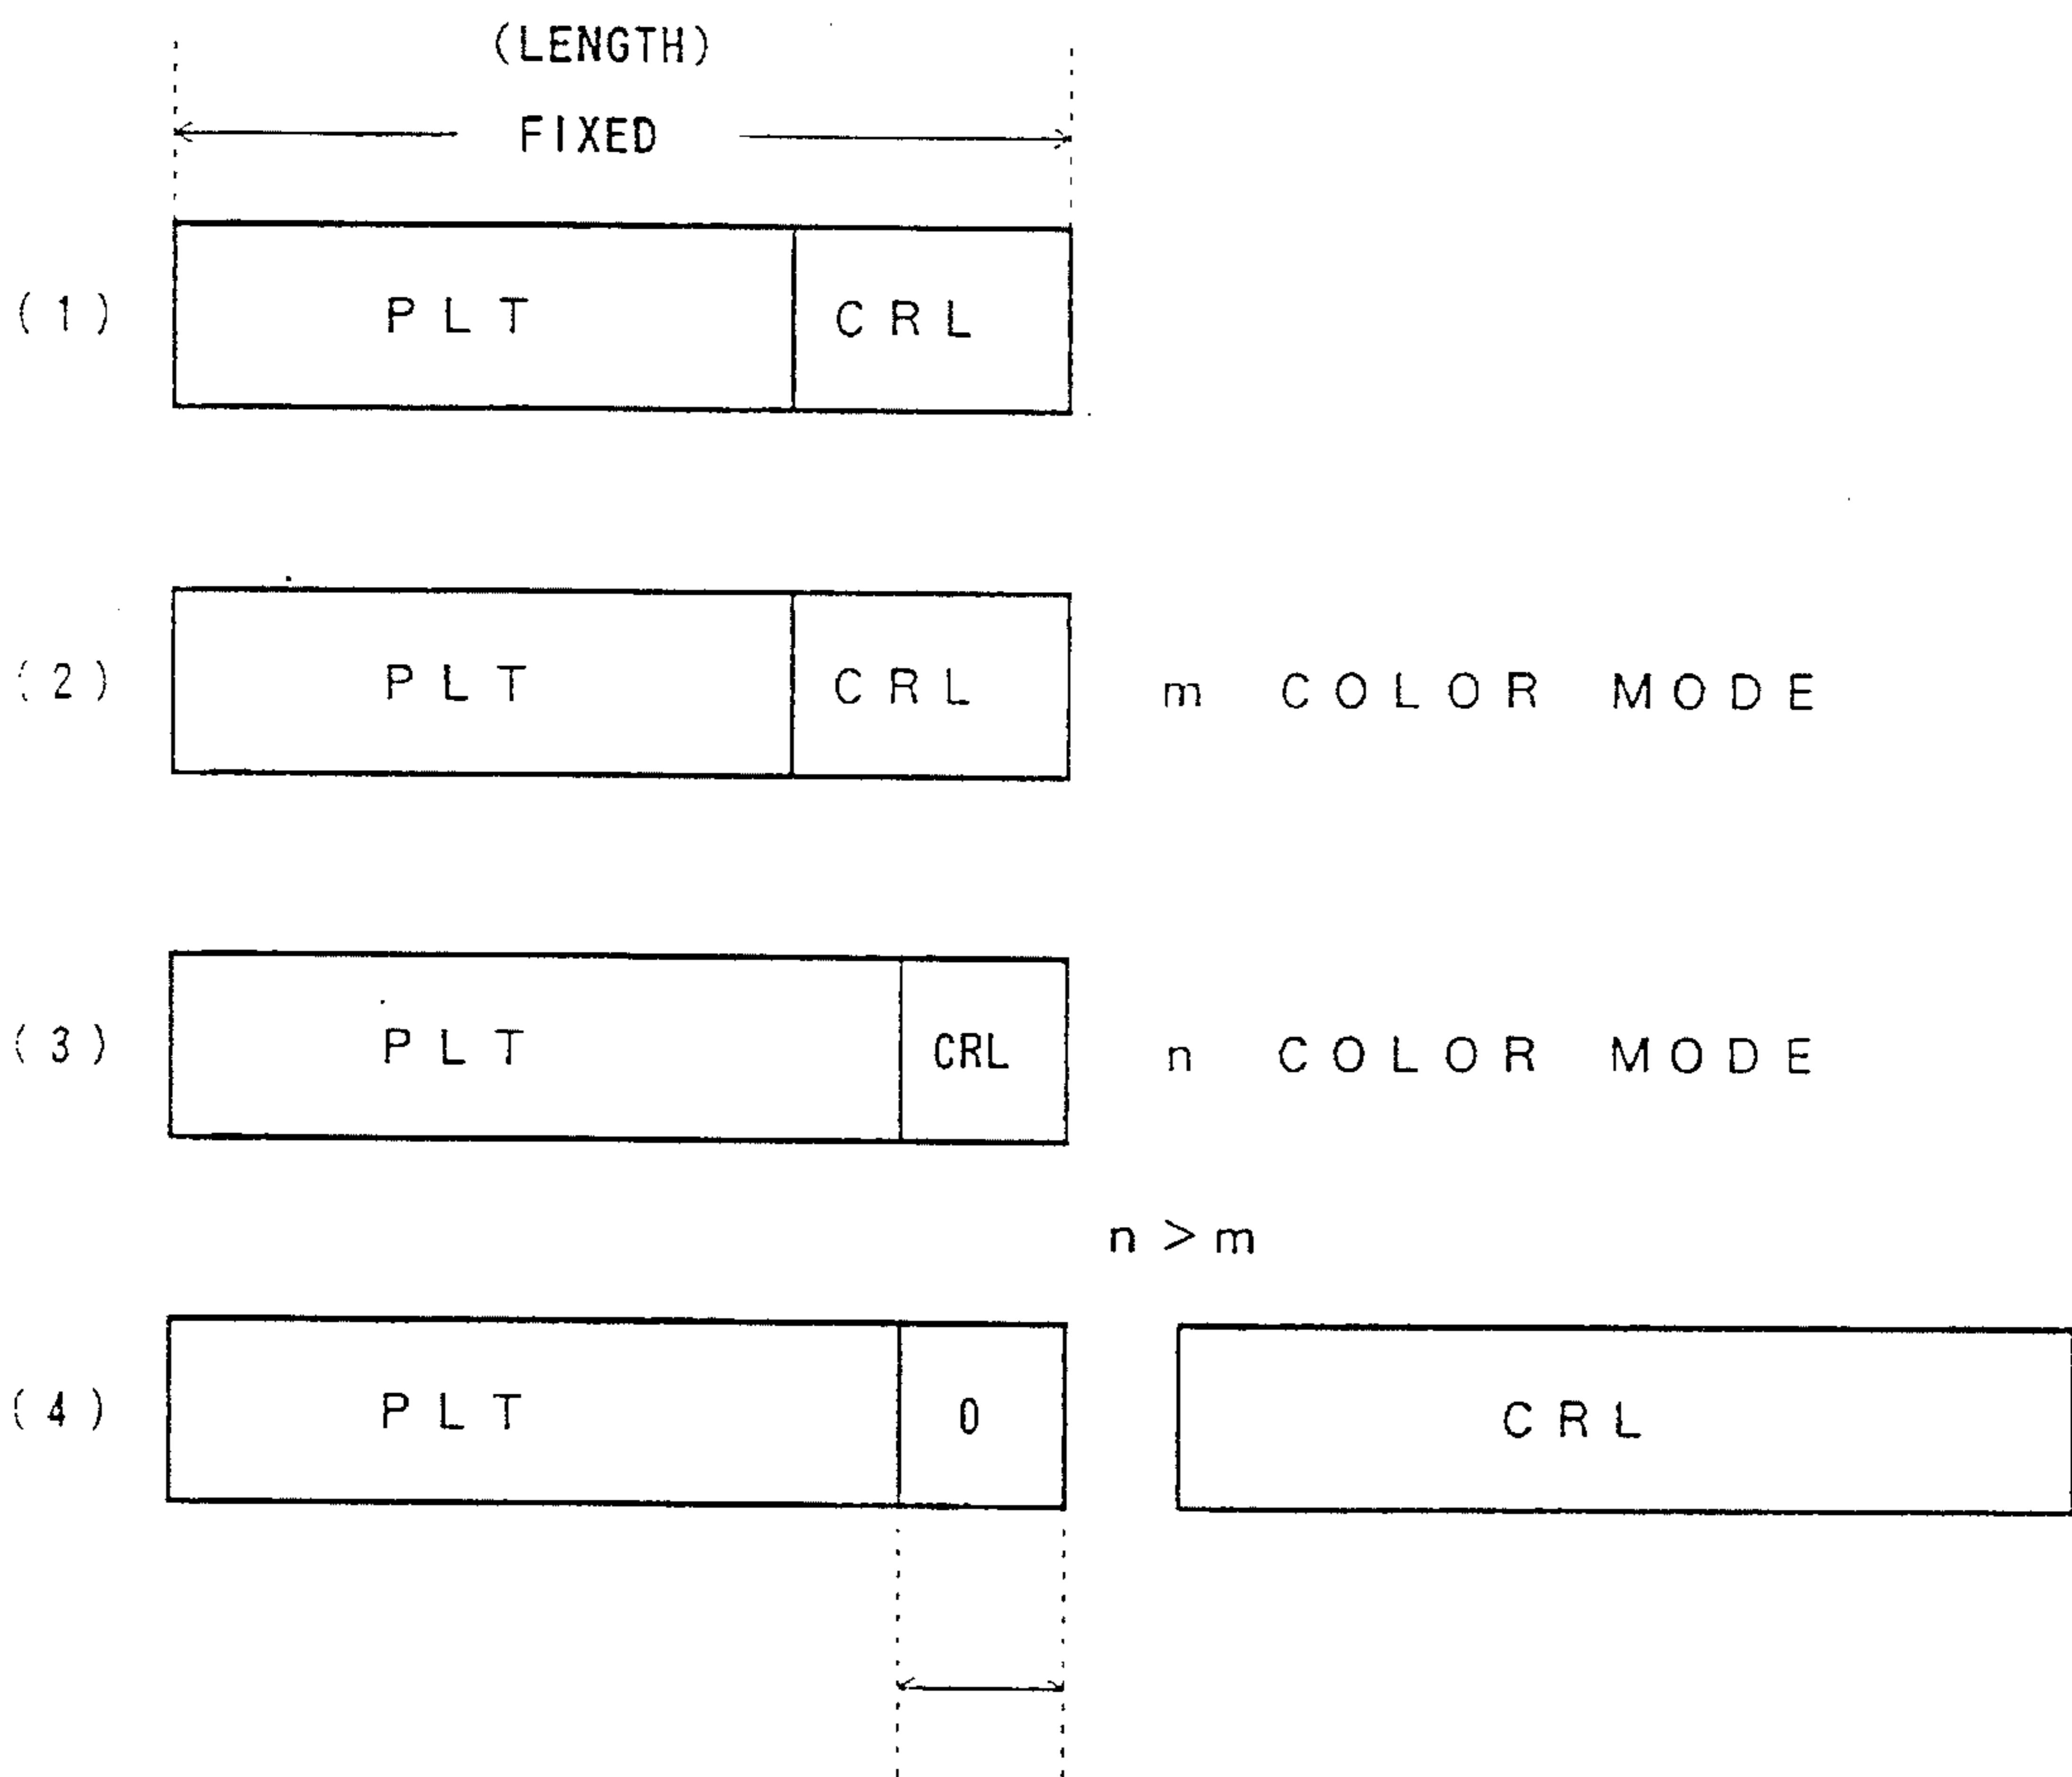 (LENGTH)
FIXED
(1) PLT CRL
(2) PLT CRL m COLOR MODE
(3) PLT CRL n COLOR MODE
n > m
(4) PLT 0 CRL